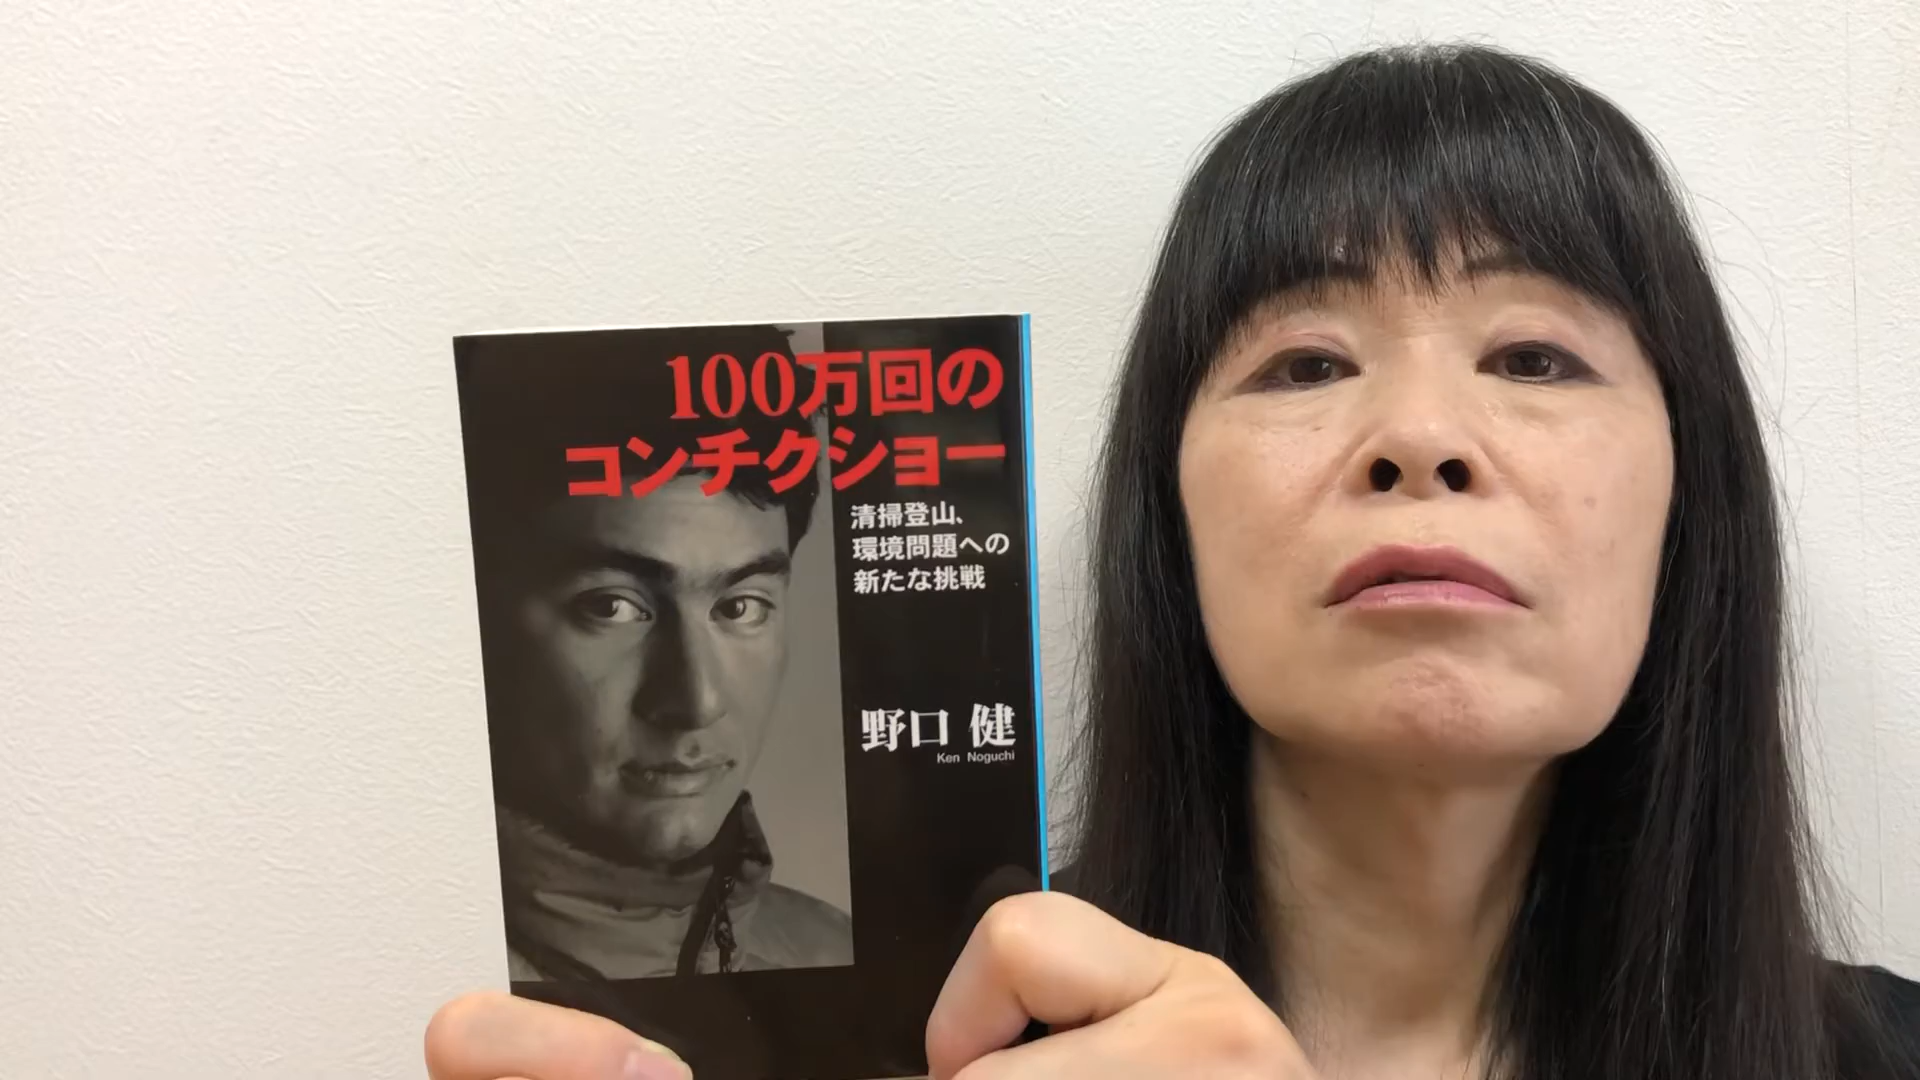 100万回の
コンチクショー
清掃登山、
環境問題への
新たな挑戦
野口 健
Ken Noguchi